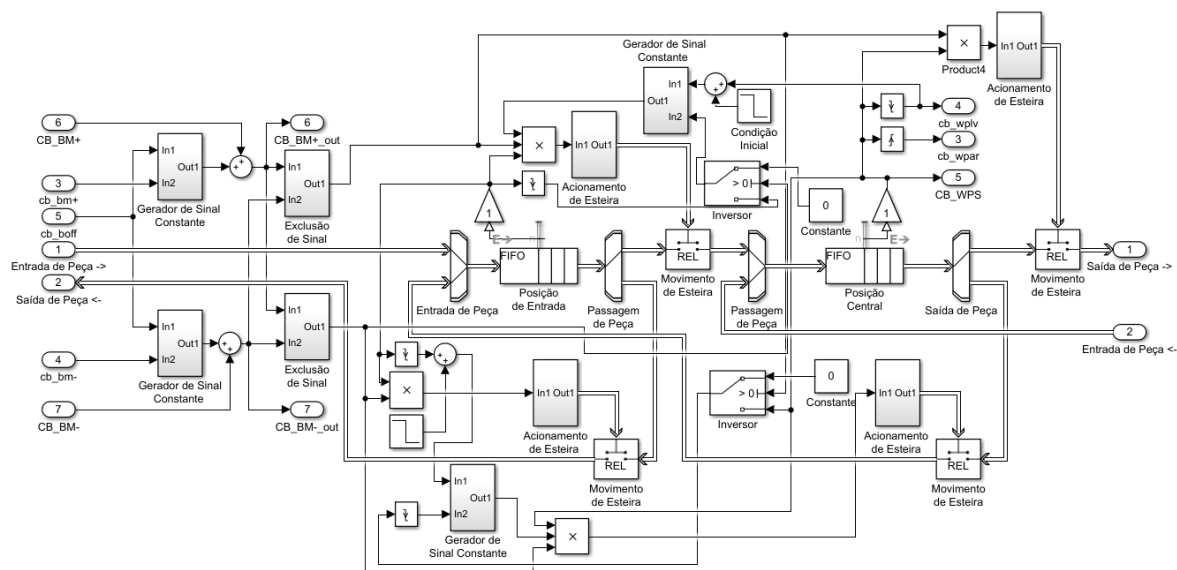 6
CB_BM+
3
cb_bm+
5
cb_boff
1
Entrada de Peça ->
2
Saída de Peça <-
4
cb_bm-
7
CB_BM-
In1
Out1
In2
Gerador de Sinal
Constante
In1
Out1
In2
Gerador de Sinal
Constante
+
+
+
+
6
CB_BM+_out
In1
Out1
In2
Exclusão
de Sinal
In1
Out1
In2
Exclusão
de Sinal
7
CB_BM-_out
Gerador de Sinal
Constante
In1
Out1
In2
+
+
Condição
Inicial
×
In1 Out1
Acionamento
de Esteira
1
E
n
FIFO
Posição
de Entrada
Entrada de Peça
Passagem
de Peça
REL
Movimento
de Esteira
> 0
Inversor
0
Constante
Passagem
de Peça
1
n
E
FIFO
Posição
Central
Saída de Peça
×
Product4
In1 Out1
Acionamento
de Esteira
4
cb_wplv
3
cb_wpar
5
CB_WPS
REL
Movimento
de Esteira
1
Saída de Peça ->
2
Entrada de Peça <-
+
+
×
In1 Out1
Acionamento
de Esteira
REL
Movimento
de Esteira
> 0
Inversor
0
Constante
In1 Out1
Acionamento
de Esteira
REL
Movimento
de Esteira
In1
Out1
In2
Gerador de
Sinal Constante
×